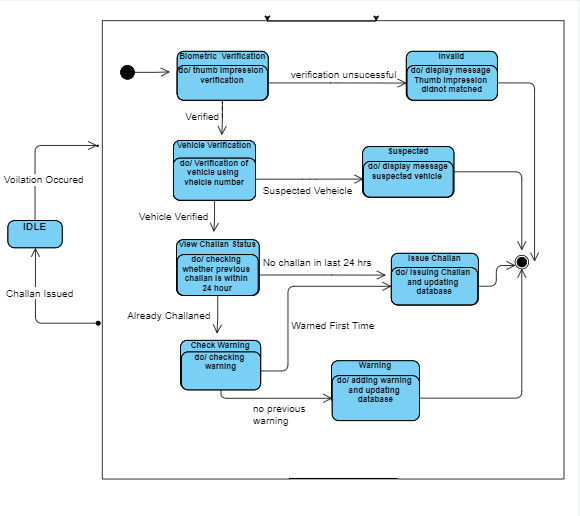 Biometric Verification
do/ thumb impression
verification
verification unsucessful
Invalid
do/ display message
Thumb Impression
didnot matched
Verified
Vehicle Verification
do/ Verification of
vehicle using
vheicle number
Suspected Veheicle
Suspected
do/ display message
suspected vehicle
Voilation Occured
IDLE
Challan Issued
Vehicle Verified
View Challan Status
do/ checking
whether previous
challan is within
24 hour
No challan in last 24 hrs
Issue Challan
do/ Issuing Challan
and updating
database
Already Challaned
Warned First Time
Check Warning
do/ checking
warning
no previous
warning
Warning
do/ adding warning
and updating
database